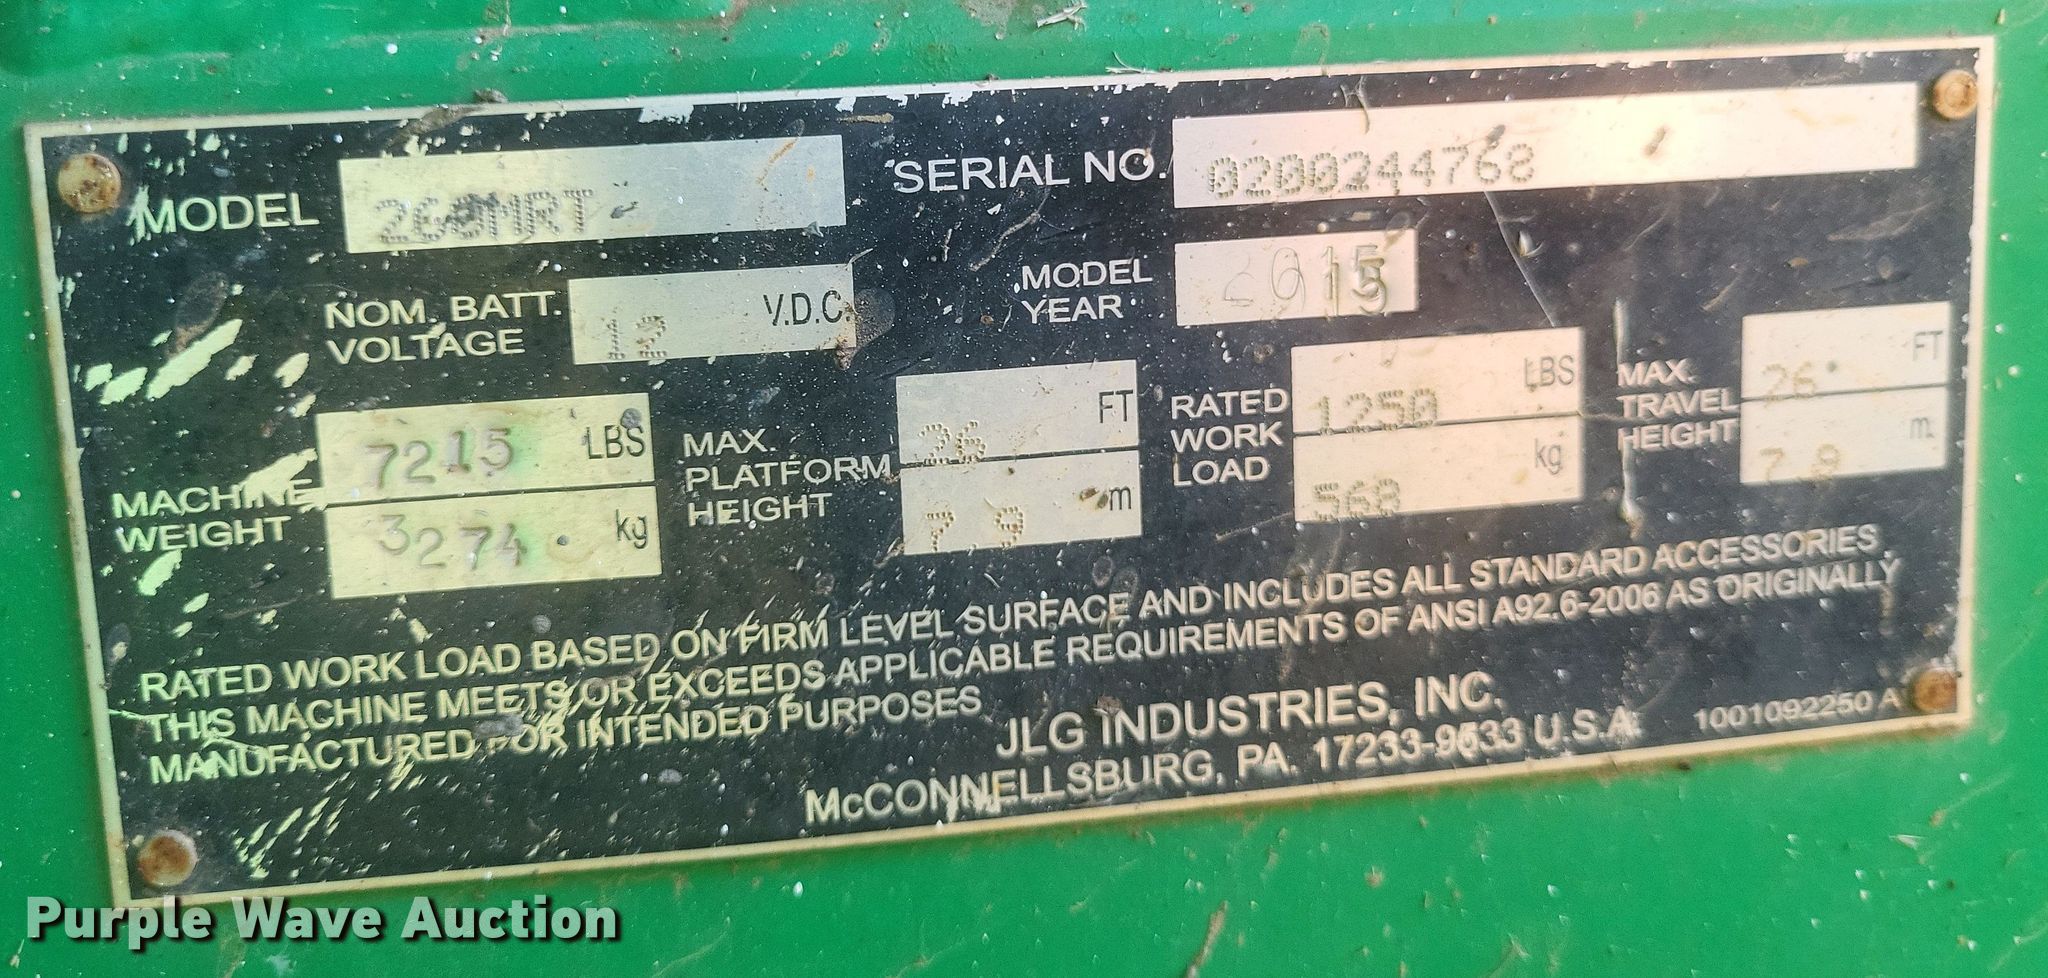 MODEL 260MRT SERIAL NO. 0200244768
NOM. BATT. VOLTAGE 12 V.D.C. MODEL YEAR 2015
MACHINE WEIGHT 7215 LBS 3274 kg
MAX. PLATFORM HEIGHT 26 FT 7 9 m
RATED WORK LOAD 1250 LBS 568 kg
MAX. TRAVEL HEIGHT 26 FT 7 9 m
RATED WORK LOAD BASED ON FIRM LEVEL SURFACE AND INCLUDES ALL STANDARD ACCESSORIES
THIS MACHINE MEETS OR EXCEEDS APPLICABLE REQUIREMENTS OF ANSI A92.6-2006 AS ORIGINALLY
MANUFACTURED FOR INTENDED PURPOSES
JLG INDUSTRIES, INC.
McCONNELLSBURG, PA. 17233-9533 U.S.A.
1001092250 A
Purple Wave Auction